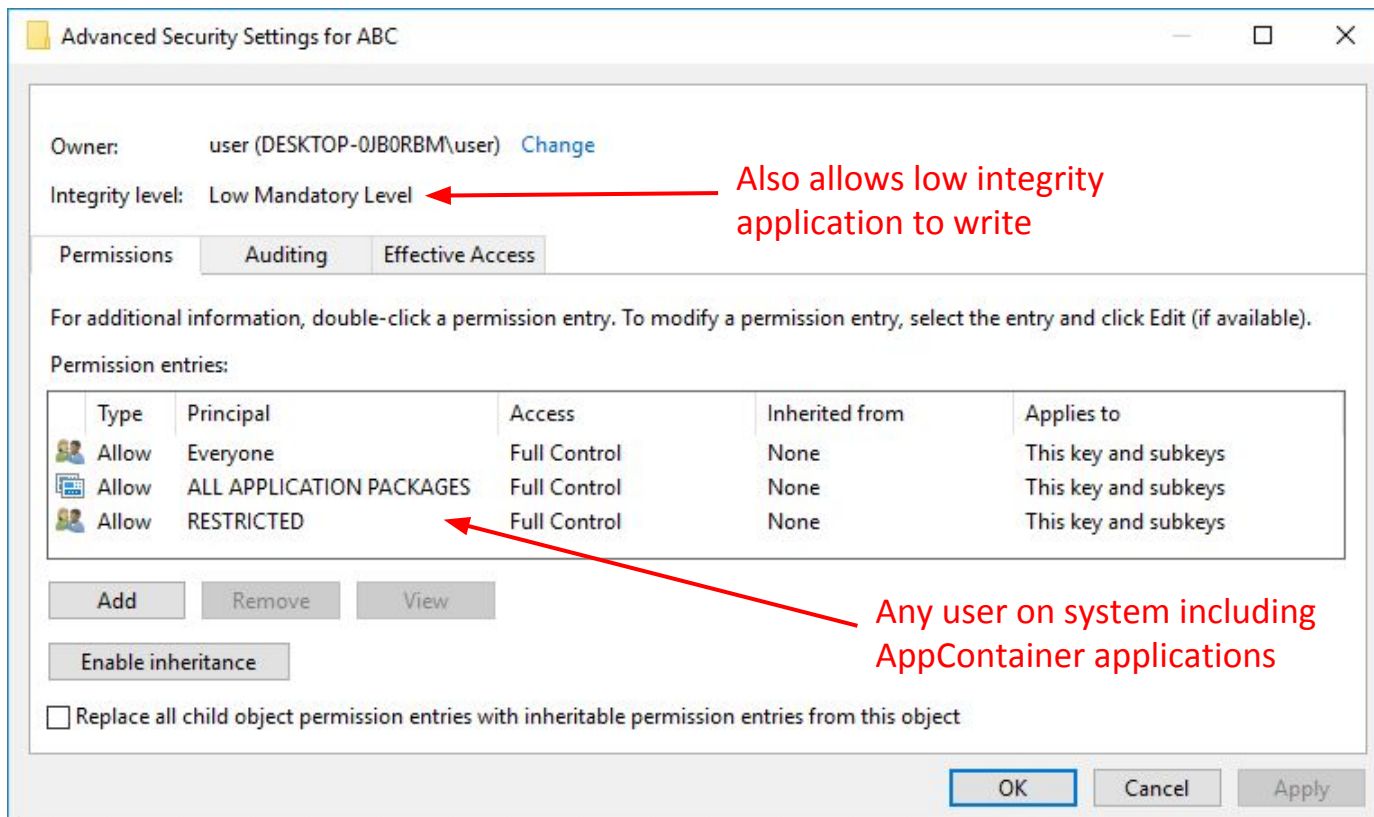 Advanced Security Settings for ABC
Owner: user (DESKTOP-0JB0RBM\user) Change
Integrity level: Low Mandatory Level
Also allows low integrity
application to write
Permissions Auditing Effective Access
For additional information, double-click a permission entry. To modify a permission entry, select the entry and click Edit (if available).
Permission entries:
Type Principal Access Inherited from Applies to
Allow Everyone Full Control None This key and subkeys
Allow ALL APPLICATION PACKAGES Full Control None This key and subkeys
Allow RESTRICTED Full Control None This key and subkeys
Add Remove View
Any user on system including
AppContainer applications
Enable inheritance
Replace all child object permission entries with inheritable permission entries from this object
OK Cancel Apply